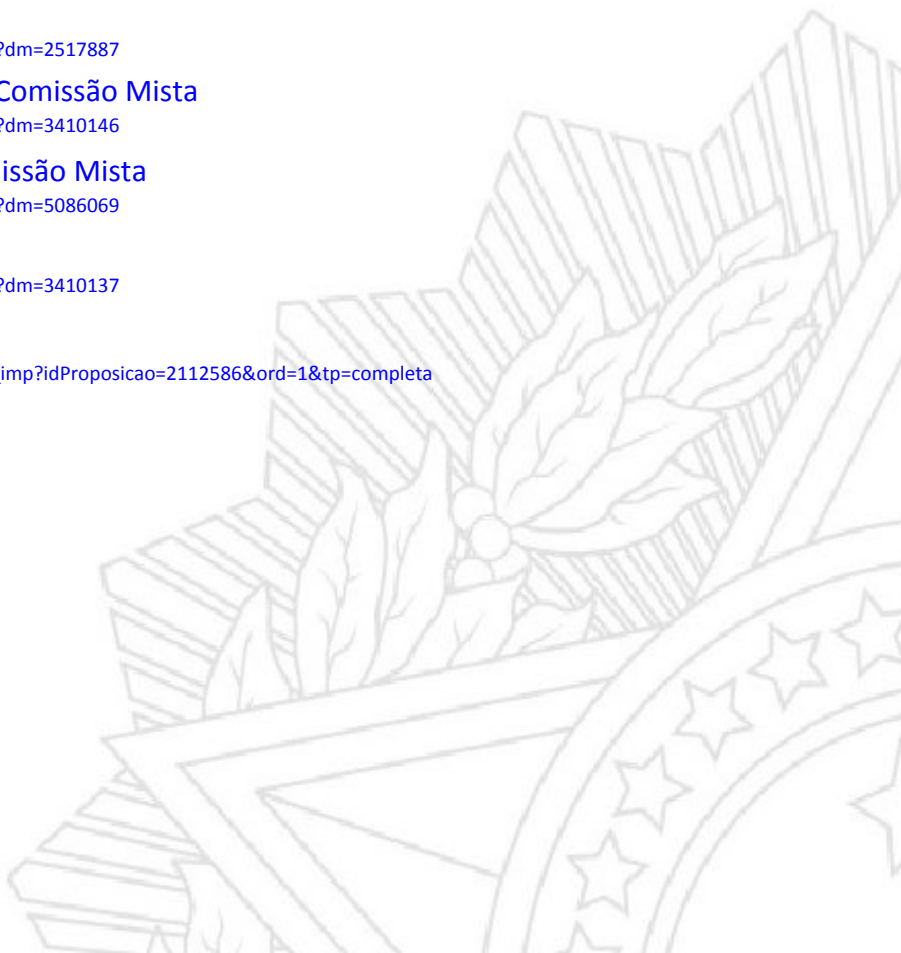 ?dm=2517887
Comissão Mista
?dm=3410146
issão Mista
?dm=5086069
?dm=3410137
imp?idProposicao=2112586&ord=1&tp=completa